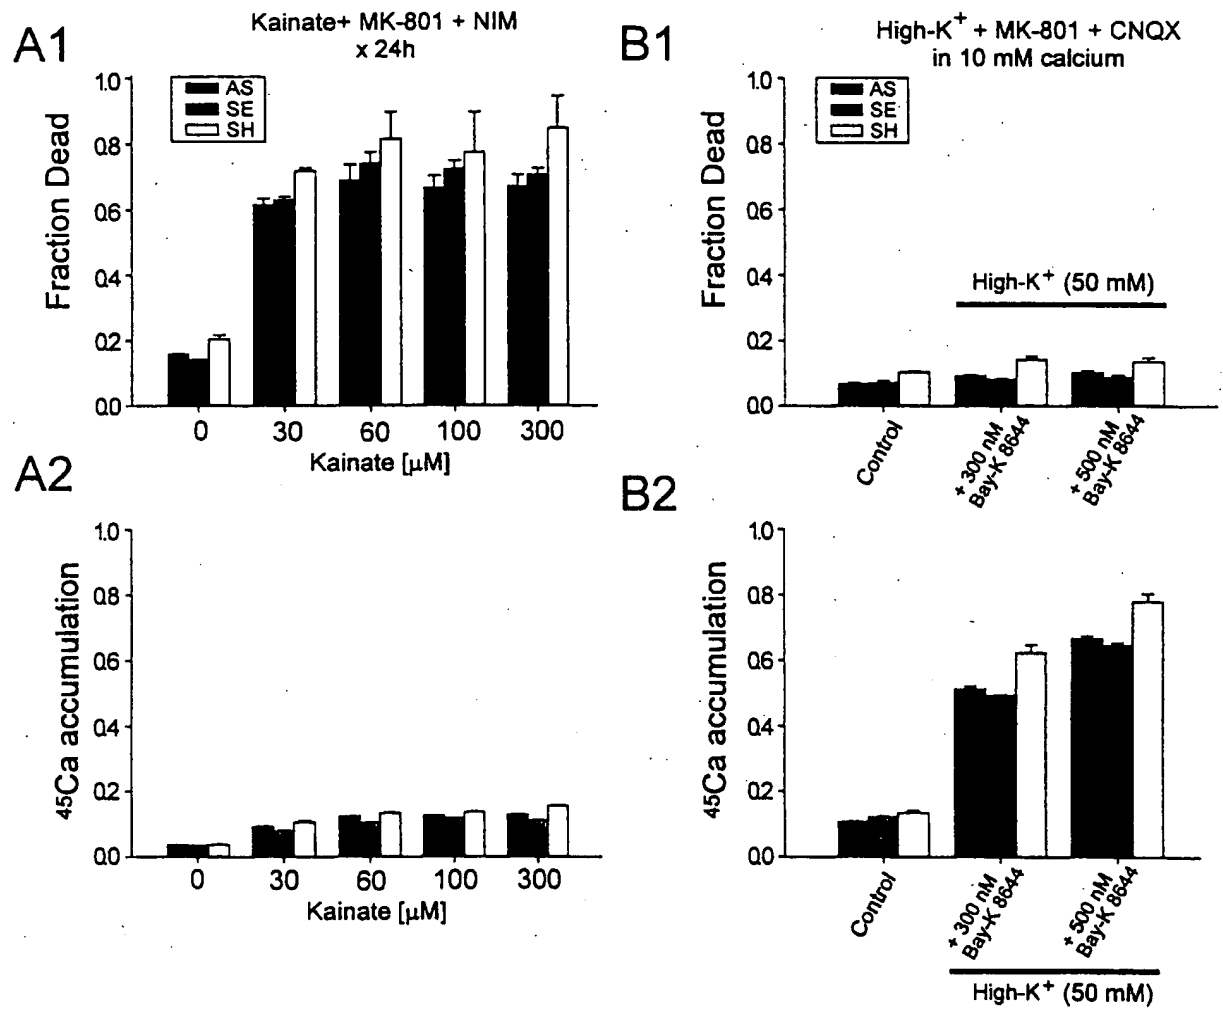 A1
Kainate+ MK-801 + NIM
x 24h
AS
SE
SH
Fraction Dead
1.0
0.8
0.6
0.4
0.2
0.0
0 30 60 100 300
Kainate [μM]
B1
High-K+ + MK-801 + CNQX
in 10 mM calcium
AS
SE
SH
Fraction Dead
1.0
0.8
0.6
0.4
0.2
0.0
High-K+ (50 mM)
Control
+ 300 nM
Bay-K 8644
+ 500 nM
Bay-K 8644
A2
45Ca accumulation
1.0
0.8
0.6
0.4
0.2
0.0
0 30 60 100 300
Kainate [μM]
B2
45Ca accumulation
1.0
0.8
0.6
0.4
0.2
0.0
Control
+ 300 nM
Bay-K 8644
+ 500 nM
Bay-K 8644
High-K+ (50 mM)